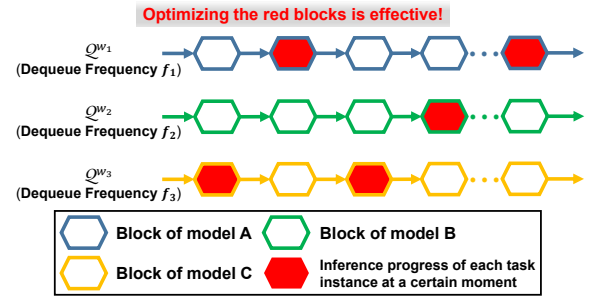 Optimizing the red blocks is effective!
𝒬^{w_1}
(Dequeue Frequency f_1)
𝒬^{w_2}
(Dequeue Frequency f_2)
𝒬^{w_3}
(Dequeue Frequency f_3)
Block of model A
Block of model B
Block of model C
Inference progress of each task
instance at a certain moment